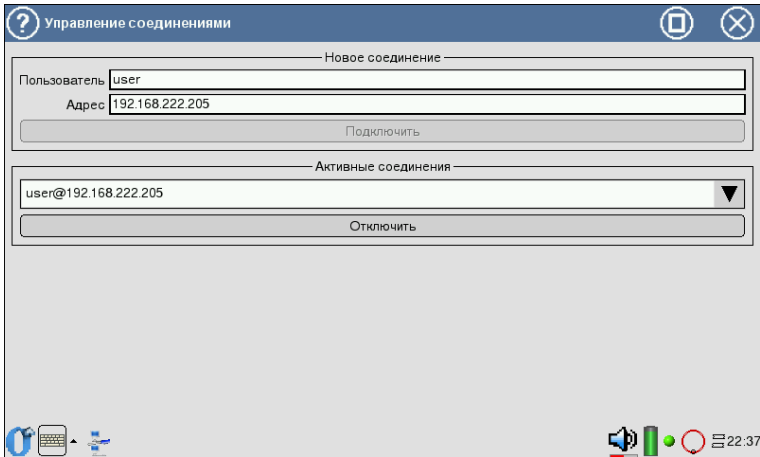 Управление соединениями
Новое соединение
Пользователь user
Адрес 192.168.222.205
Подключить
Активные соединения
user@192.168.222.205
Отключить
22:37